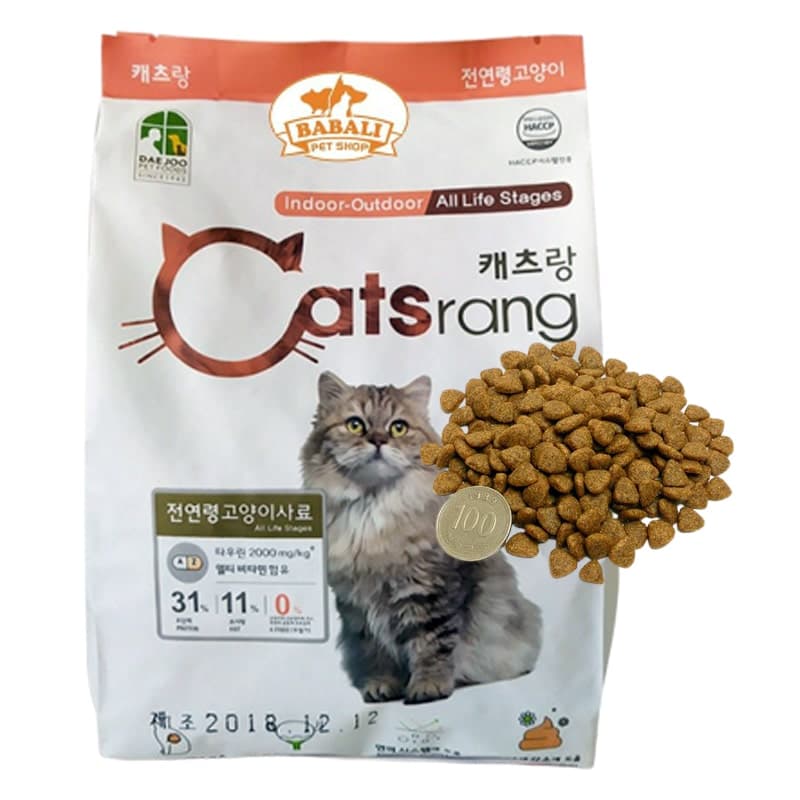 캐츠랑
전연령고양이
BABALI
PET SHOP
DAEJOO
PET FOODS
SINCE 1962
HACCP
Indoor-Outdoor
All Life Stages
캐츠랑
Catsrang
전연령고양이사료
All Life Stages
타우린 2000 mg/kg
멀티 비타민 함유
31%
11%
0%
100
제조 2018.12.12